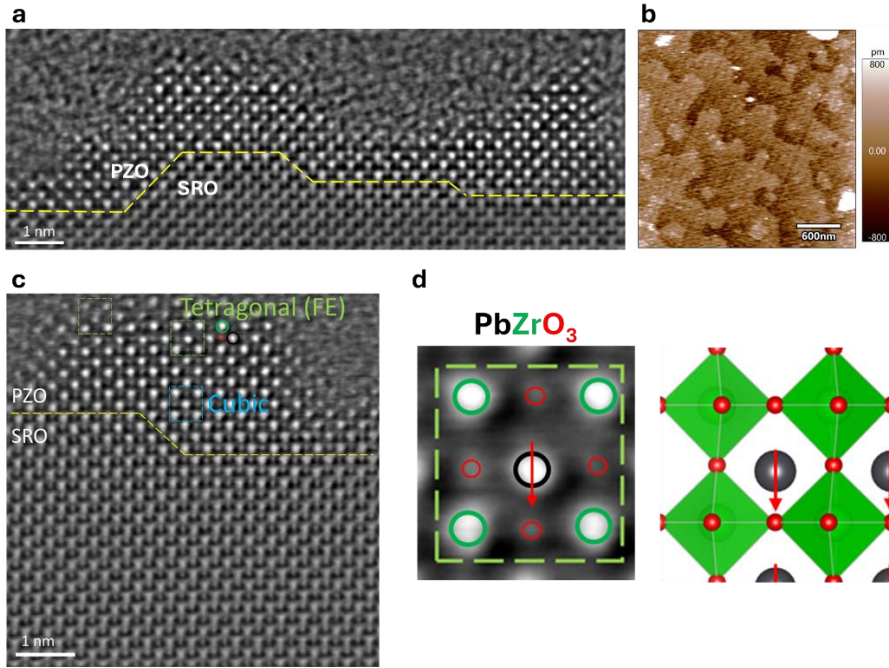 a
PZO
SRO
1 nm
b
pm
800
0.00
-800
600nm
c
Tetragonal (FE)
Cubic
PZO
SRO
1 nm
d
PbZrO3